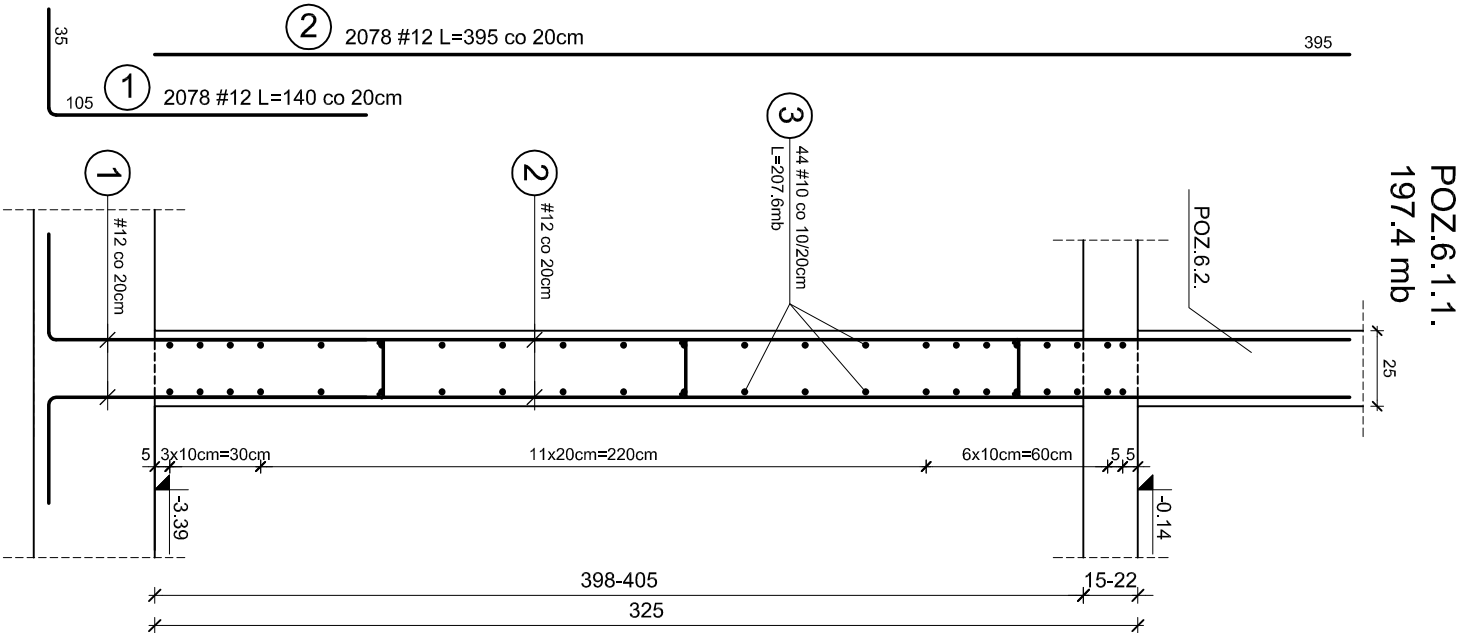 2
2078 #12 L=395 co 20cm
395
35
105
1
2078 #12 L=140 co 20cm
3
44 #10 co 10/20cm
L=207.6mb
POZ.6.1.1.
197.4 mb
1
#12 co 20cm
2
#12 co 20cm
POZ.6.2.
25
5
3x10cm=30cm
11x20cm=220cm
6x10cm=60cm
5
5
-3.39
-0.14
398-405
15-22
325